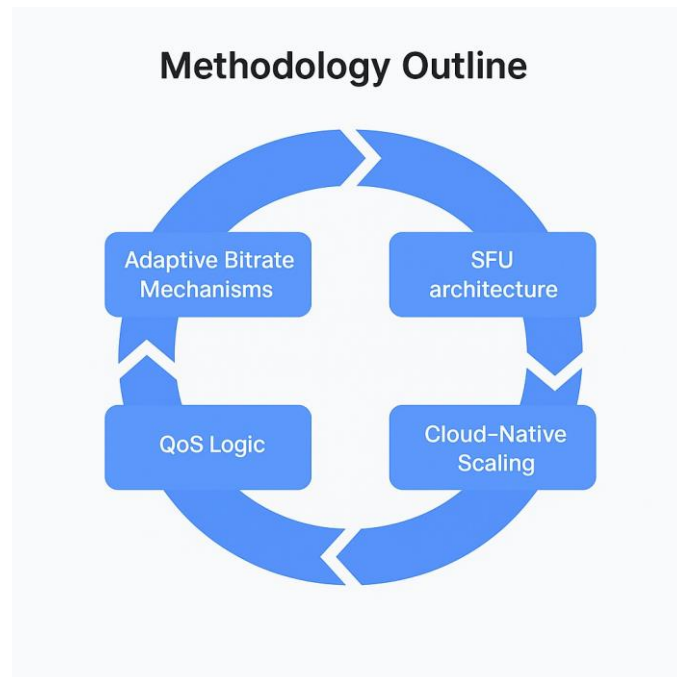 Methodology Outline
Adaptive Bitrate
Mechanisms
SFU
architecture
QoS Logic
Cloud-Native
Scaling